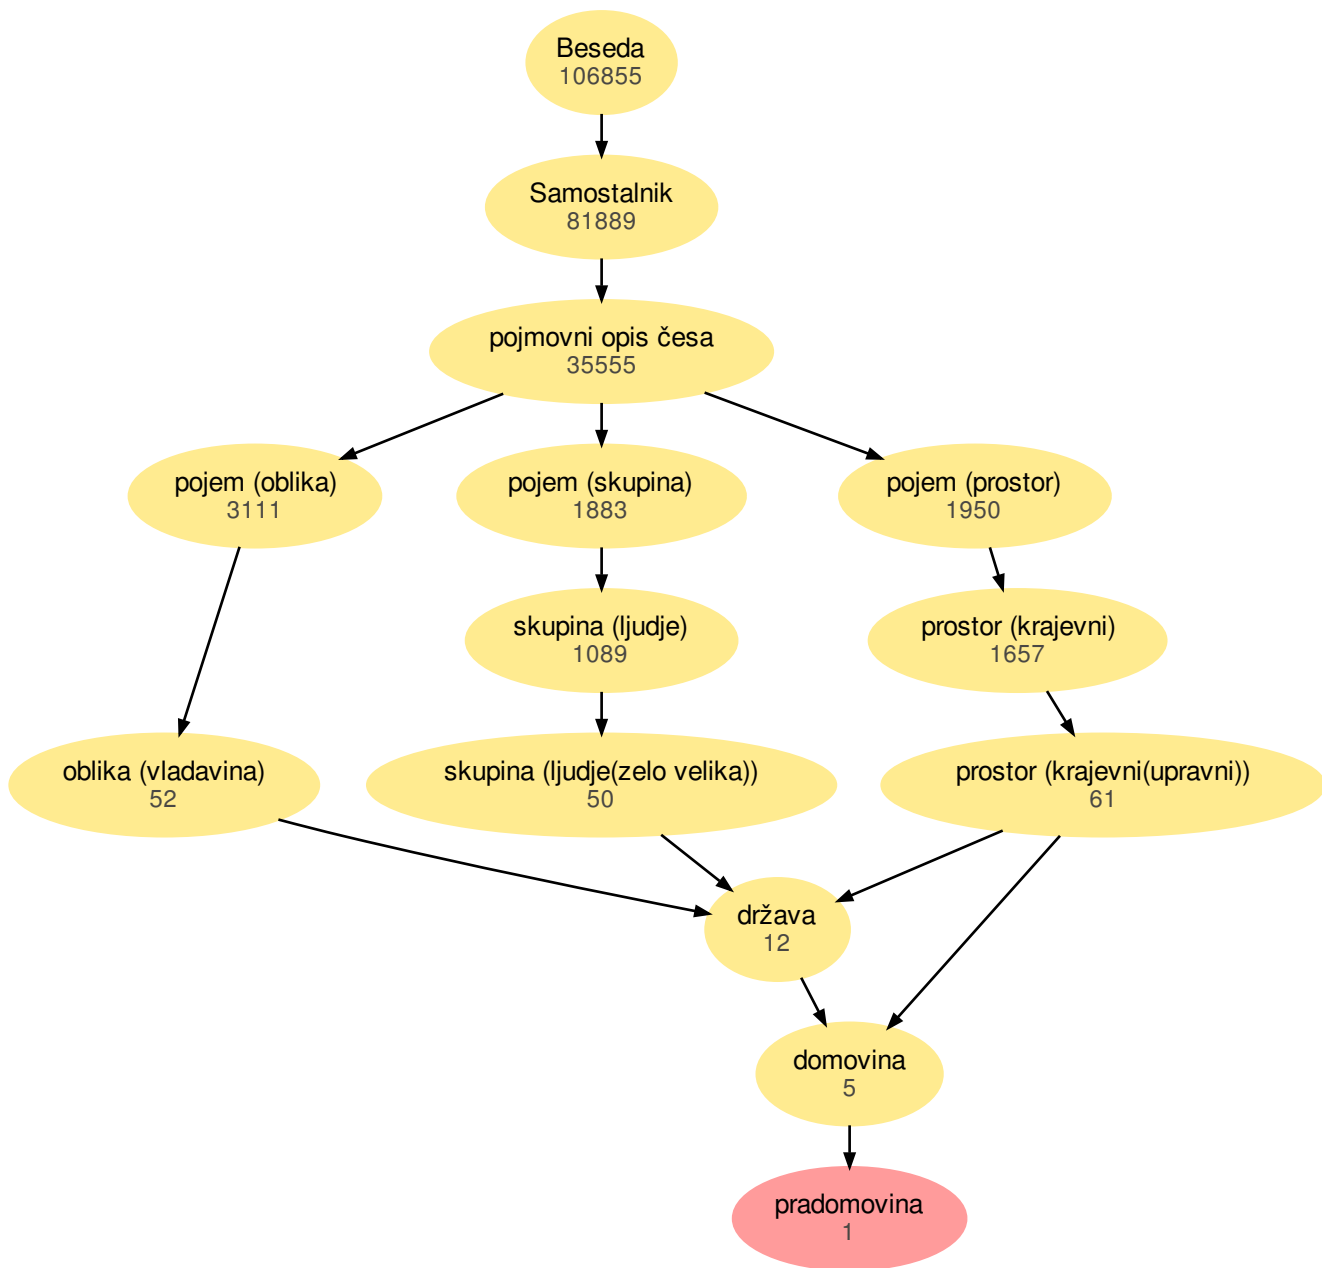 Beseda
106855
Samostalnik
81889
pojmovni opis česa
35555
pojem (oblika)
3111
pojem (skupina)
1883
pojem (prostor)
1950
skupina (ljudje)
1089
prostor (krajevni)
1657
oblika (vladavina)
52
skupina (ljudje(zelo velika))
50
prostor (krajevni(upravni))
61
država
12
domovina
5
pradomovina
1